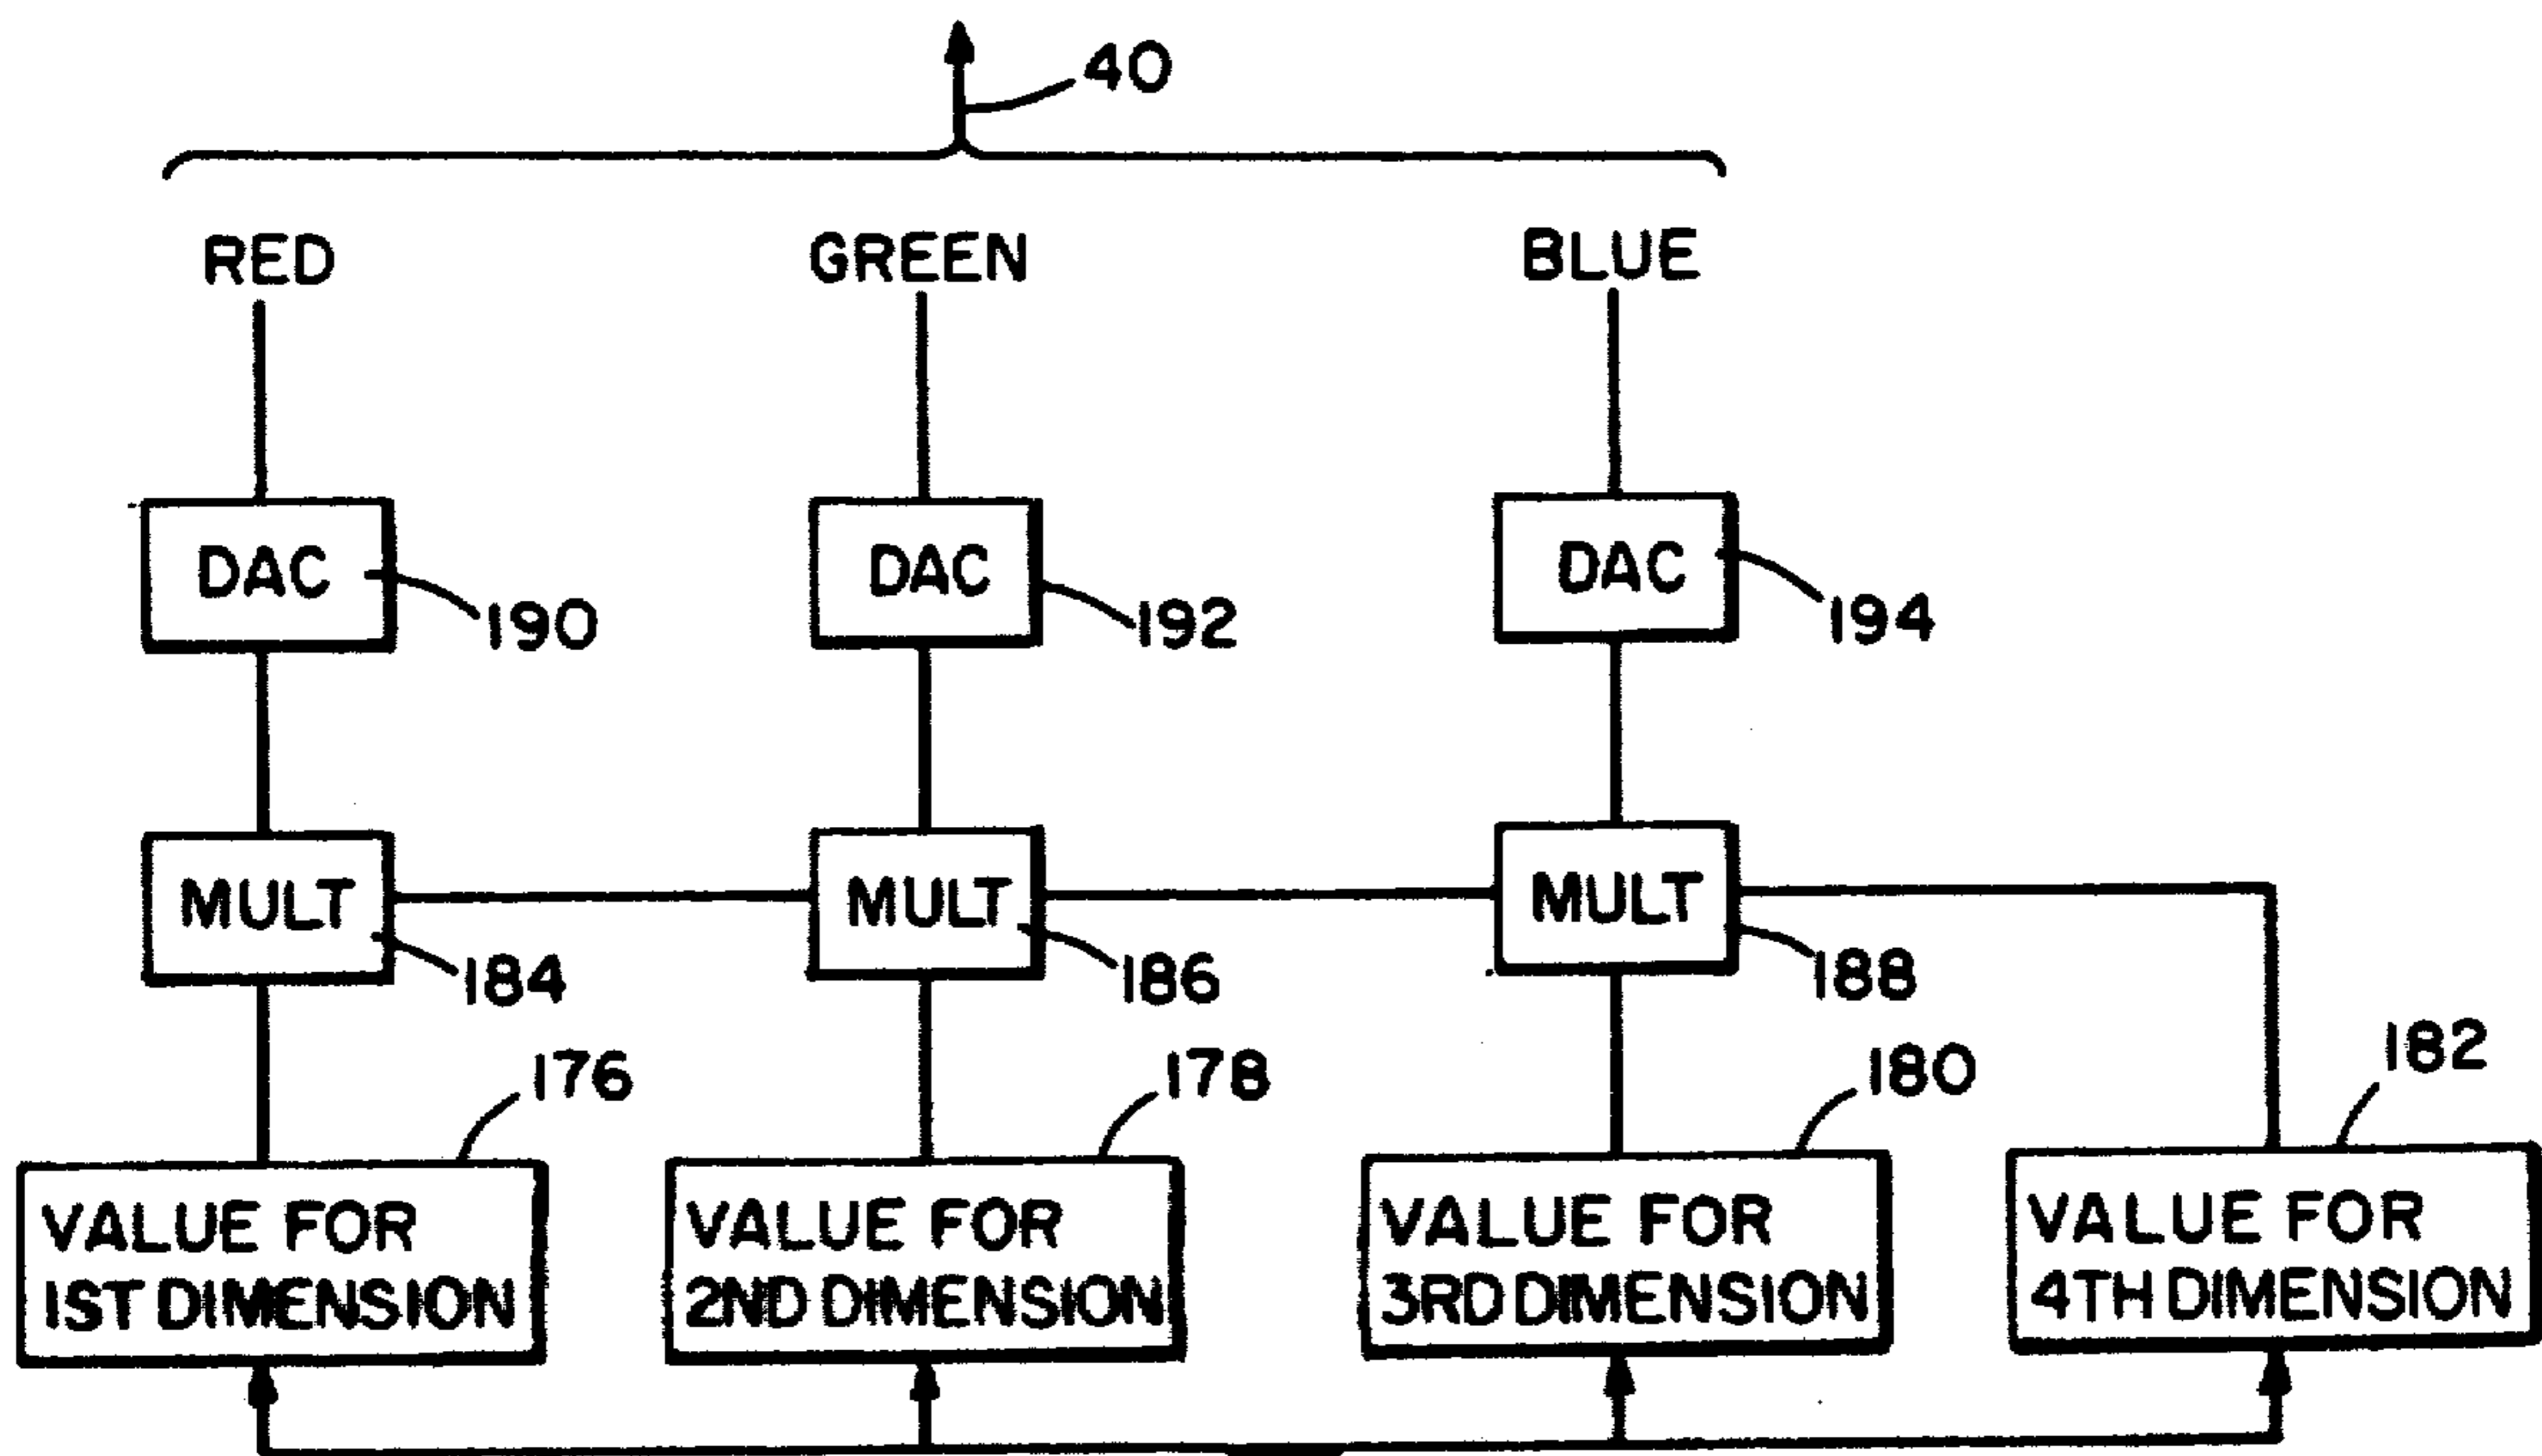 40
RED
GREEN
BLUE
DAC
190
DAC
192
DAC
194
MULT
184
MULT
186
MULT
188
176
178
180
182
VALUE FOR
1ST DIMENSION
VALUE FOR
2ND DIMENSION
VALUE FOR
3RD DIMENSION
VALUE FOR
4TH DIMENSION